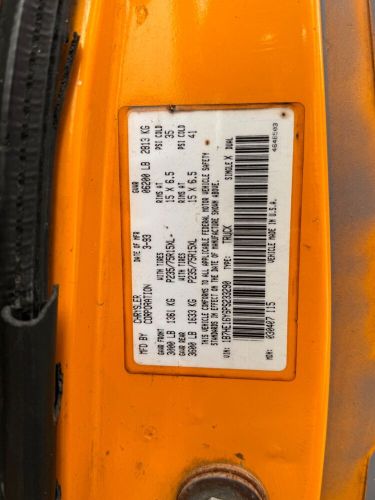 MFD BY CHRYSLER CORPORATION DATE OF MFR 3-93 GVWR 06200 LB 2813 KG
GAWR FRONT 3000 LB 1361 KG WITH TIRES P235/75R15XL- RIMS AT 15 X 6.5 PSI COLD 35
GAWR REAR 3600 LB 1633 KG WITH TIRES P235/75R15XL RIMS AT 15 X 6.5 PSI COLD 41
THIS VEHICLE CONFORMS TO ALL APPLICABLE FEDERAL MOTOR VEHICLE SAFETY
STANDARDS IN EFFECT ON THE DATE OF MANUFACTURE SHOWN ABOVE.
VIN: TYPE: TRUCK SINGLE X DUAL
MDH: 030407 115 VEHICLE MADE IN U.S.A.